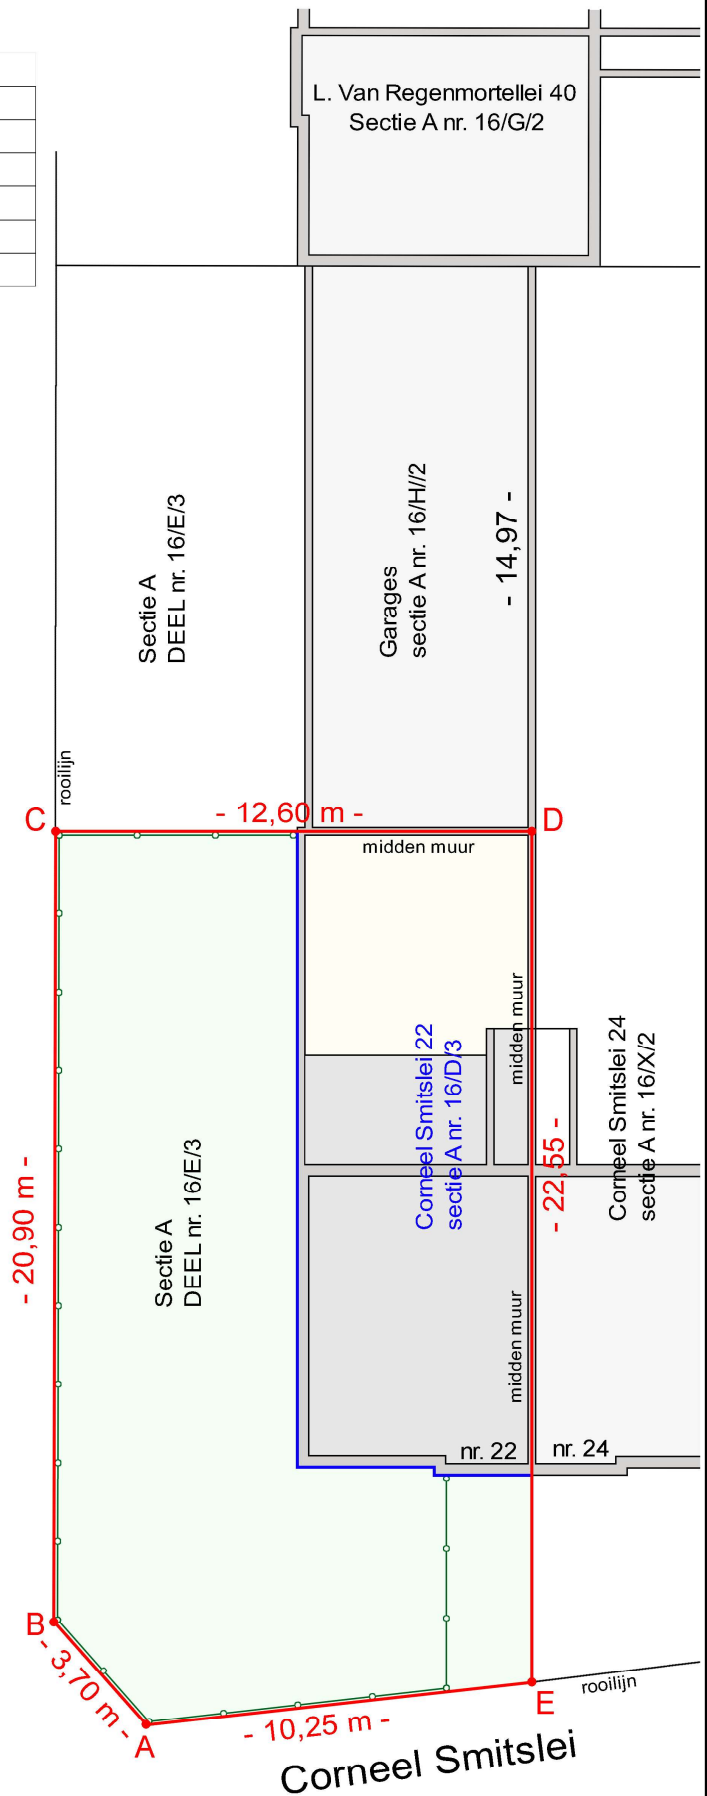 L. Van Regenmortellei 40
Sectie A nr. 16/G/2
Sectie A
DEEL nr. 16/E/3
Garages
sectie A nr. 16/H//2
- 14,97 -
rooilijn
C
- 12,60 m -
D
midden muur
midden muur
Corneel Smitslei 22
sectie A nr. 16/D/3
Corneel Smitslei 24
sectie A nr. 16/X/2
- 22,55 -
- 20,90 m -
Sectie A
DEEL nr. 16/E/3
midden muur
nr. 22
nr. 24
B
- 3,70 m -
A
- 10,25 m -
E
rooilijn
Corneel Smitslei